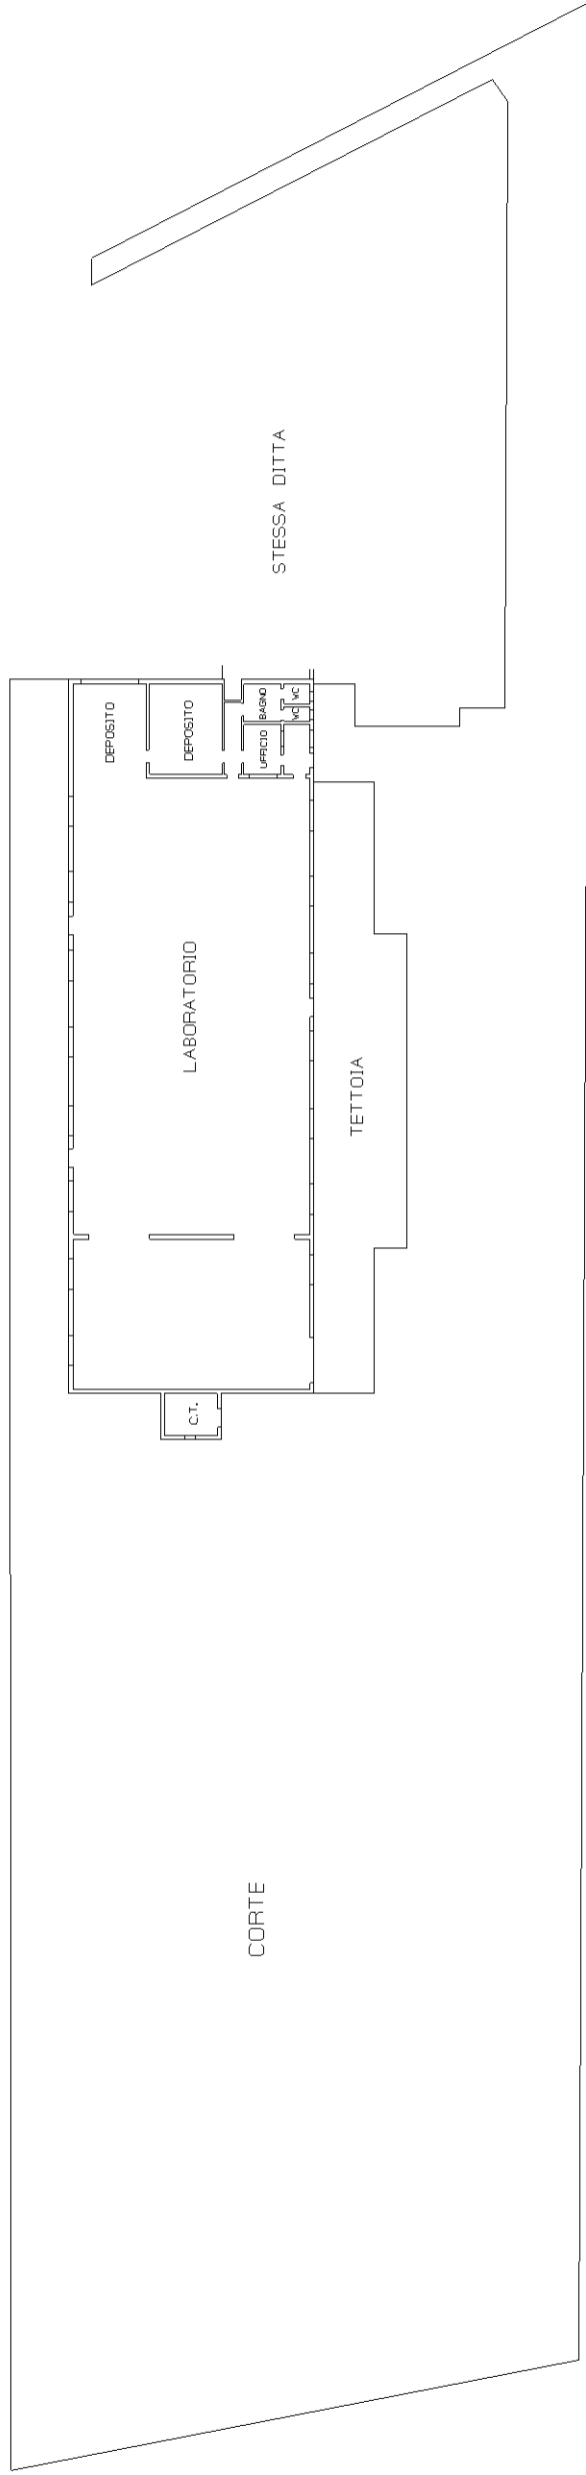 STESSA DITTA
DEPOSITO
DEPOSITO
BAGNO
WC
WC
UFFICIO
LABORATORIO
TETTOIA
C.T.
CORTE